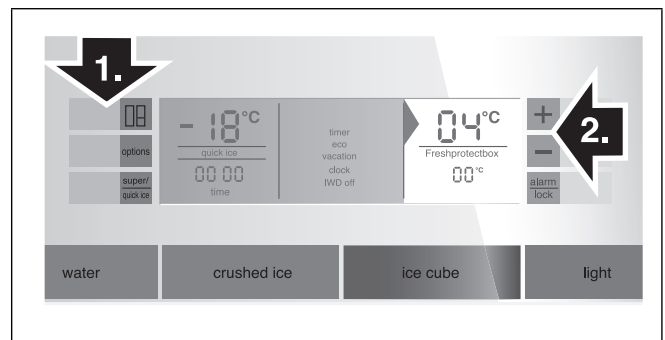 1.
- 18°C
quick ice
00 00
time
options
super/
quick ice
timer
eco
vacation
clock
IWD off
04°C
Freshprotectbox
00°C
+
-
2.
alarm
lock
water
crushed ice
ice cube
light